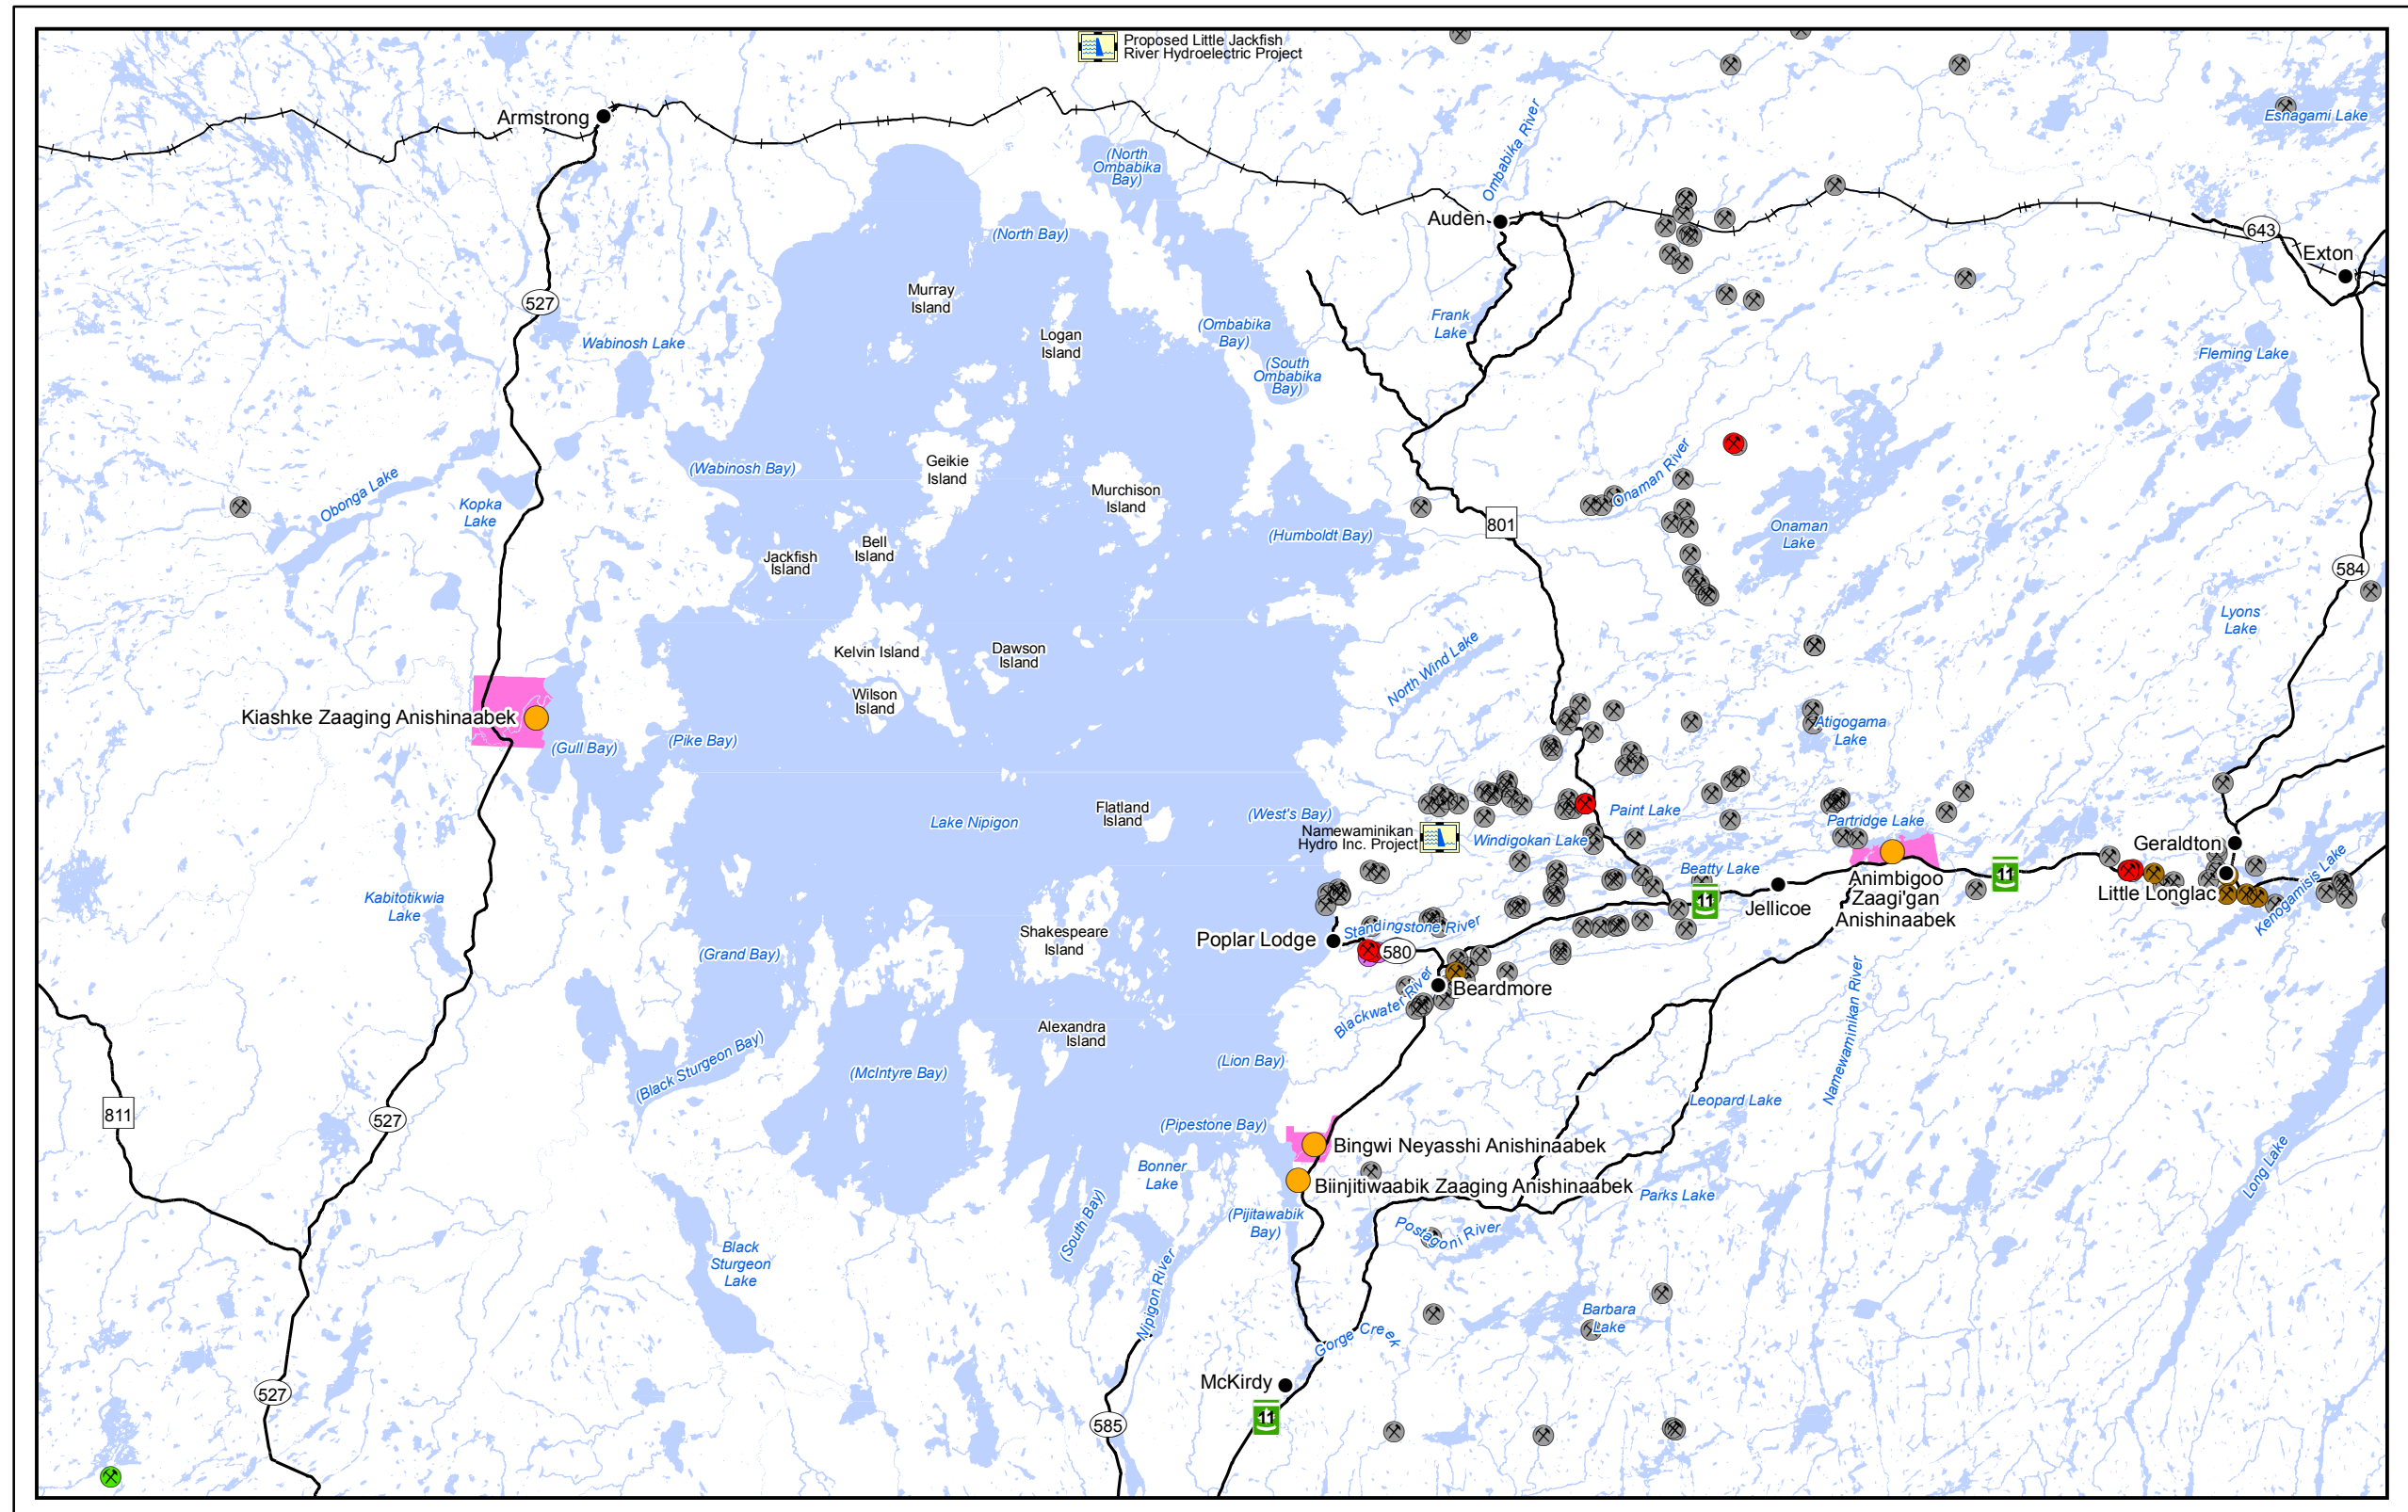 Proposed Little Jackfish
River Hydroelectric Project
Esnagami Lake
Armstrong
(North
Ombabika
Bay)
Ombabika River
Auden
(North Bay)
643
Exton
Murray
Island
527
Logan
Island
(Ombabika
Bay)
Frank
Lake
Wabinosh Lake
Fleming Lake
(South
Ombabika
Bay)
(Wabinosh Bay)
Geikie
Island
Obonga Lake
Kopka
Lake
Murchison
Island
Onaman River
801
Onaman
Lake
(Humboldt Bay)
Bell
Island
Jackfish
Island
584
Lyons
Lake
Kelvin Island
Dawson
Island
North Wind Lake
Wilson
Island
Kiashke Zaaging Anishinaabek
(Gull Bay)
(Pike Bay)
Atigogama
Lake
Flatland
Island
(West's Bay)
Lake Nipigon
Paint Lake
Partridge Lake
Namewaminikan
Hydro Inc. Project
Windigokan Lake
Geraldton
Beatty Lake
11
Animbigoo
Zaagi'gan
Anishinaabek
Little Longlac
Kenogamisis Lake
11
Jellicoe
Kabitotikwia
Lake
Standingstone River
Shakespeare
Island
Poplar Lodge
580
(Grand Bay)
Beardmore
Blackwater River
Namewaminikan River
Alexandra
Island
(Black Sturgeon Bay)
(McIntyre Bay)
(Lion Bay)
Leopard Lake
811
527
(Pipestone Bay)
Bingwi Neyasshi Anishinaabek
Bonner
Lake
Biinjitiwaabik Zaaging Anishinaabek
Parks Lake
Long Lake
(South Bay)
(Pijitawabik
Bay)
Postagoni River
Black
Sturgeon
Lake
Nipigon River
Barbara
Lake
Gorge Creek
McKirdy
527
585
11